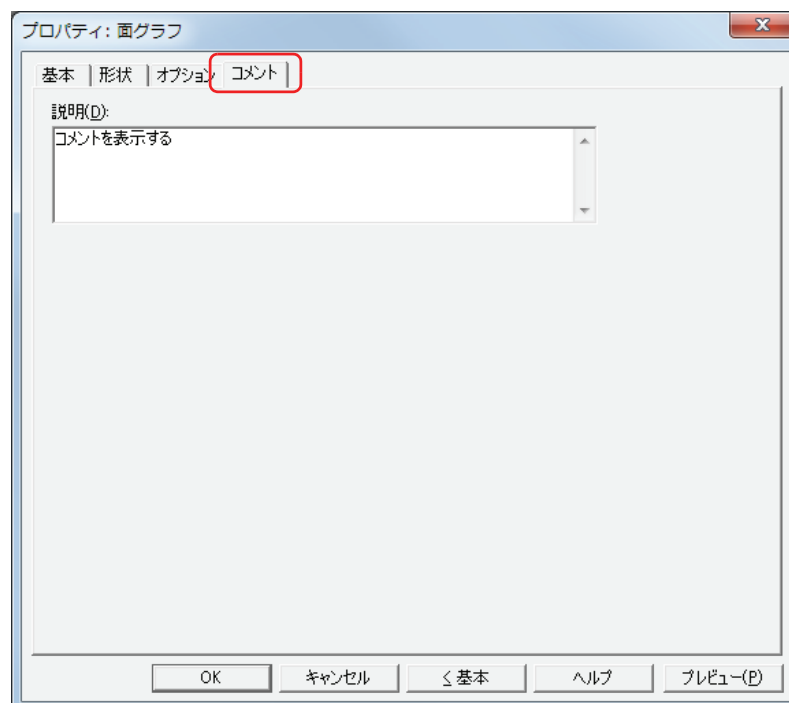 プロパティ: 面グラフ
x
基本 形状 オプション コメント
説明(D):
コメントを表示する
OK キャンセル < 基本 ヘルプ プレビュー(P)